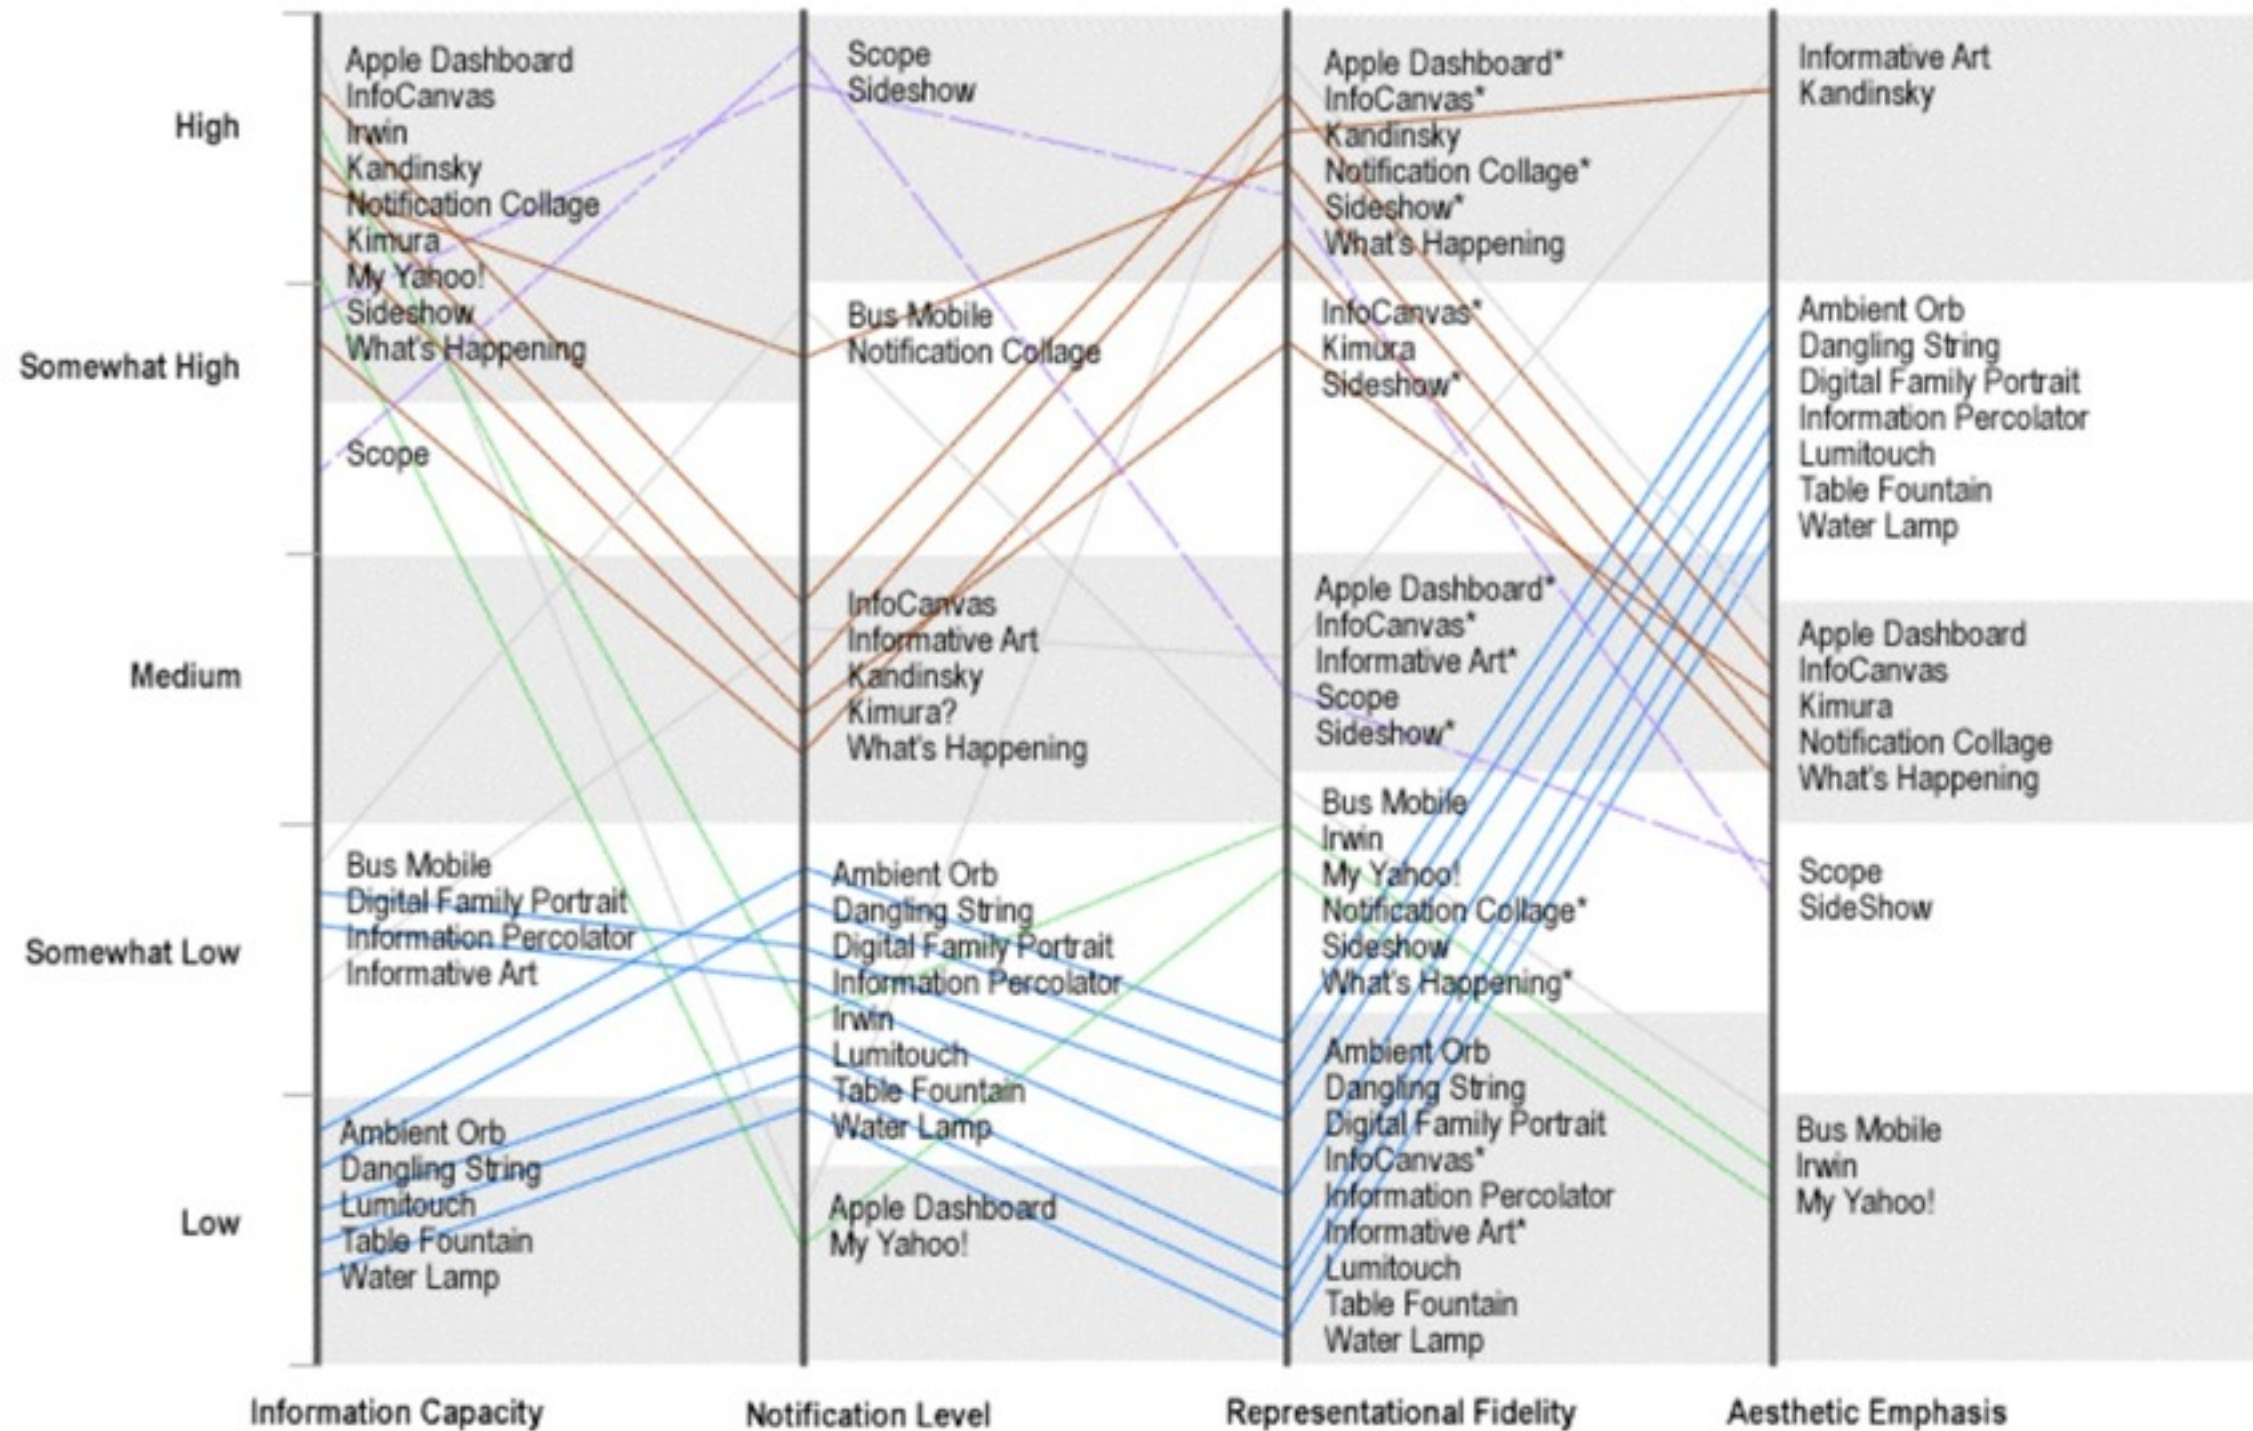 High
Somewhat High
Medium
Somewhat Low
Low
Apple Dashboard
InfoCanvas
Irwin
Kandinsky
Notification Collage
Kimura
My Yahoo!
Sideshow
What's Happening
Scope
Bus Mobile
Digital Family Portrait
Information Percolator
Informative Art
Ambient Orb
Dangling String
Lumitouch
Table Fountain
Water Lamp
Information Capacity
Scope
Sideshow
Bus Mobile
Notification Collage
InfoCanvas
Informative Art
Kandinsky
Kimura?
What's Happening
Ambient Orb
Dangling String
Digital Family Portrait
Information Percolator
Irwin
Lumitouch
Table Fountain
Water Lamp
Apple Dashboard
My Yahoo!
Notification Level
Apple Dashboard*
InfoCanvas*
Kandinsky
Notification Collage*
Sideshow*
What's Happening
InfoCanvas*
Kimura
Sideshow*
Apple Dashboard*
InfoCanvas*
Informative Art*
Scope
Sideshow*
Bus Mobile
Irwin
My Yahoo!
Notification Collage*
Sideshow
What's Happening*
Ambient Orb
Dangling String
Digital Family Portrait
InfoCanvas*
Information Percolator
Informative Art*
Lumitouch
Table Fountain
Water Lamp
Representational Fidelity
Informative Art
Kandinsky
Ambient Orb
Dangling String
Digital Family Portrait
Information Percolator
Lumitouch
Table Fountain
Water Lamp
Apple Dashboard
InfoCanvas
Kimura
Notification Collage
What's Happening
Scope
SideShow
Bus Mobile
Irwin
My Yahoo!
Aesthetic Emphasis